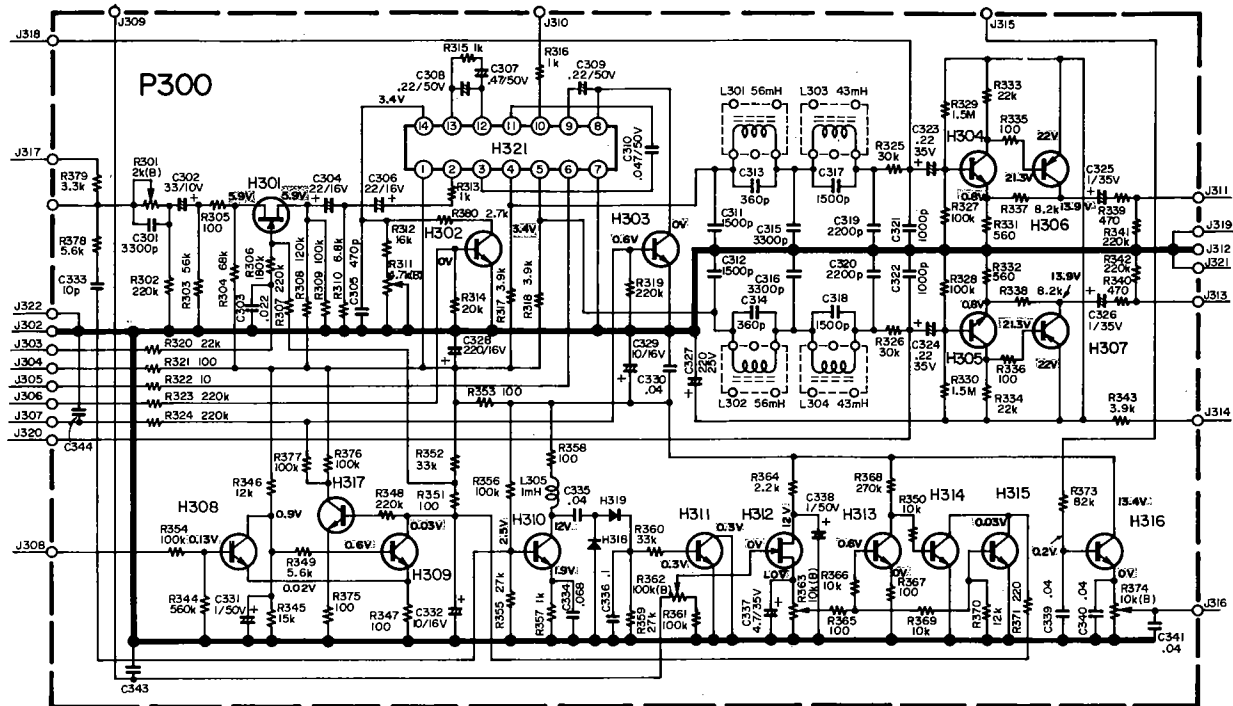 J309
J310
J315
J318
P300
R315 1k
C308
.22/50V
C307
.47/50V
R316
1k
C309
.22/50V
3.4V
14
13
12
11
10
9
8
H321
C310
.047/50V
1
2
3
4
5
6
7
L301 56mH
L303 43mH
C313
360p
C317
1500p
R325
30k
C323
.22
35V
R329
1.5M
H304
R333
22k
R335
100
22V
C325
1/35V
J317
R379
3.3k
R301
2k(B)
C302
33/10V
H301
5.9V
5.9V
C304
22/16V
C306
22/16V
R313
1k
R305
100
C301
3300p
R378
5.6k
R302
220k
R303 56k
R304 68k
R306
180k
C303
.022
R307 220k
R308 120k
R309 100k
R310 6.8k
C305 470p
R312
16k
R311
4.7k(B)
R380 2.7k
H302
0V
3.4V
H303
0V
0.6V
R314
20k
R317 3.9k
R318 3.9k
R319
220k
C311
1500p
C312
1500p
C315
3300p
C316
3300p
C319
2200p
C320
2200p
C321
1000p
C322
1000p
0.8V
21.3V
R327
100k
R331
560
R337
8.2k
13.9V
H306
R339
470
R341
220k
J311
J319
J312
J321
R342
220k
R340
470
R328
100k
R332
560
13.9V
R338
8.2k
J313
C326
1/35V
0.8V
21.3V
H305
H307
R336
100
22V
R330
1.5M
R334
22k
C324
.22
35V
R326
30k
C314
360p
C318
1500p
L302 56mH
L304 43mH
C327
220
25V
R343
3.9k
J314
C333
10p
J322
J302
J303
J304
J305
J306
J307
J320
R320 22k
R321 100
R322 10
R323 220k
R324 220k
C344
C328
220/16V
C329
10/16V
C330
.04
R353 100
R377
100k
R376
100k
R352
33k
R351
100
R356
100k
R358
100
L305
1mH
C335
.04
H319
H318
R346
12k
H317
R348
220k
0.03V
H308
0.9V
R354
100k
0.13V
J308
0.6V
R349
5.6k
0.02V
H309
R344
560k
C331
1/50V
R345
15k
R375
100
R347
100
C332
10/16V
2.5V
H310
12V
1.9V
R355 27k
R357 1k
C334
.068
C336 .1
R360
33k
R362
100k(B)
R359
27k
R361
100k
H311
0.3V
0.3V
H312
0V
R364
2.2k
12V
1.0V
C338
1/50V
C337
4.7/35V
R363
10k(B)
H313
0.6V
R368
270k
R350
10k
0V
R366
10k
R367
100
R365
100
R369
10k
H314
H315
0.03V
R370
12k
R371 220
R373
82k
0.2V
13.4V
H316
0V
R374
10k(B)
C339 .04
C340 .04
C341
.04
J316
C343